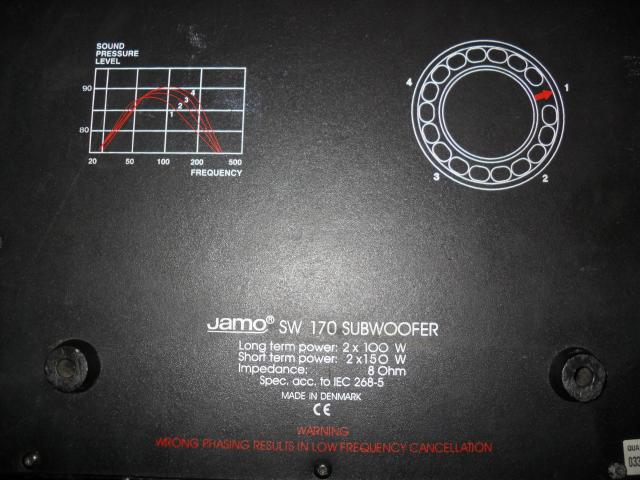 SOUND
PRESSURE
LEVEL
90
80
4
3
2
1
20 50 100 200 500
FREQUENCY
4
1
3
2
Jamo® SW 170 SUBWOOFER
Long term power: 2 x 100 W
Short term power: 2 x 150 W
Impedance: 8 Ohm
Spec. acc. to IEC 268-5
MADE IN DENMARK
CE
WARNING
WRONG PHASING RESULTS IN LOW FREQUENCY CANCELLATION
QUA
033